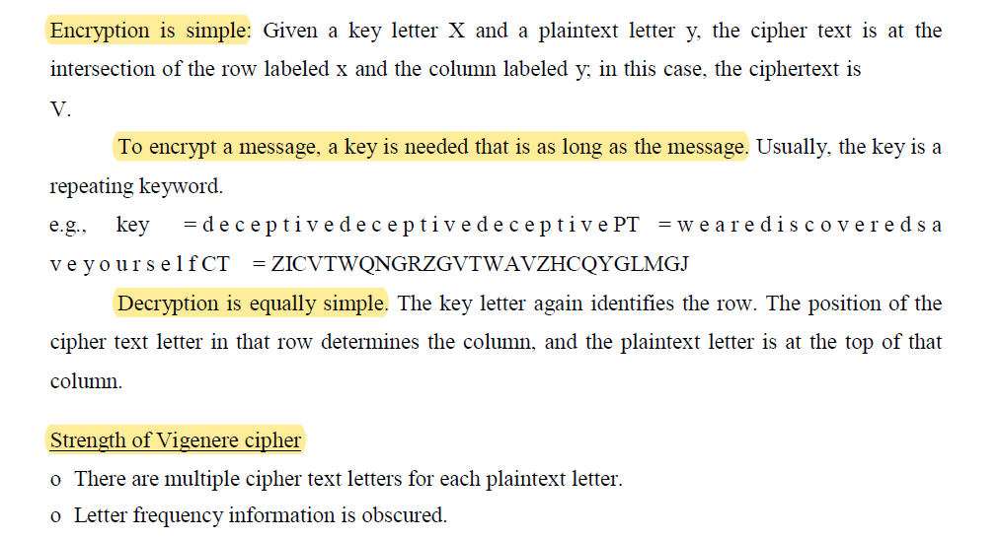 Encryption is simple: Given a key letter X and a plaintext letter y, the cipher text is at the
intersection of the row labeled x and the column labeled y; in this case, the ciphertext is
V.
To encrypt a message, a key is needed that is as long as the message. Usually, the key is a
repeating keyword.
e.g., key = d e c e p t i v e d e c e p t i v e d e c e p t i v e PT = w e a r e d i s c o v e r e d s a
v e y o u r s e l f CT = ZICVTWQNGRZGVTWAVZHCQYGLMGJ
Decryption is equally simple. The key letter again identifies the row. The position of the
cipher text letter in that row determines the column, and the plaintext letter is at the top of that
column.
Strength of Vigenere cipher
o There are multiple cipher text letters for each plaintext letter.
o Letter frequency information is obscured.